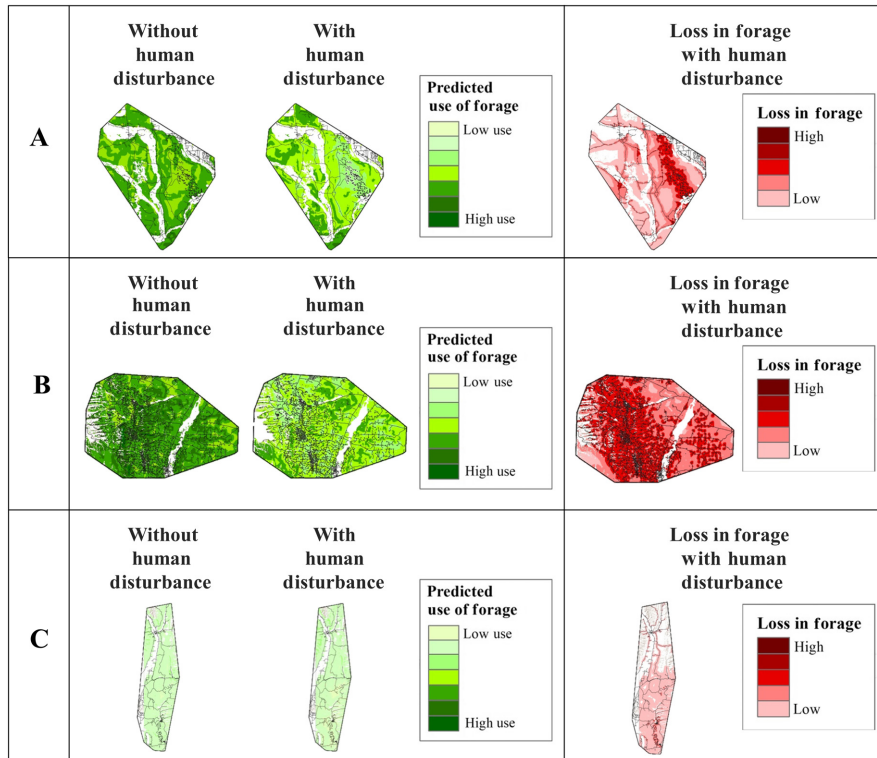 Without
human
disturbance
With
human
disturbance
Loss in forage
with human
disturbance
A
Predicted
use of forage
Low use
High use
Loss in forage
High
Low
Without
human
disturbance
With
human
disturbance
Loss in forage
with human
disturbance
B
Predicted
use of forage
Low use
High use
Loss in forage
High
Low
Without
human
disturbance
With
human
disturbance
Loss in forage
with human
disturbance
C
Predicted
use of forage
Low use
High use
Loss in forage
High
Low